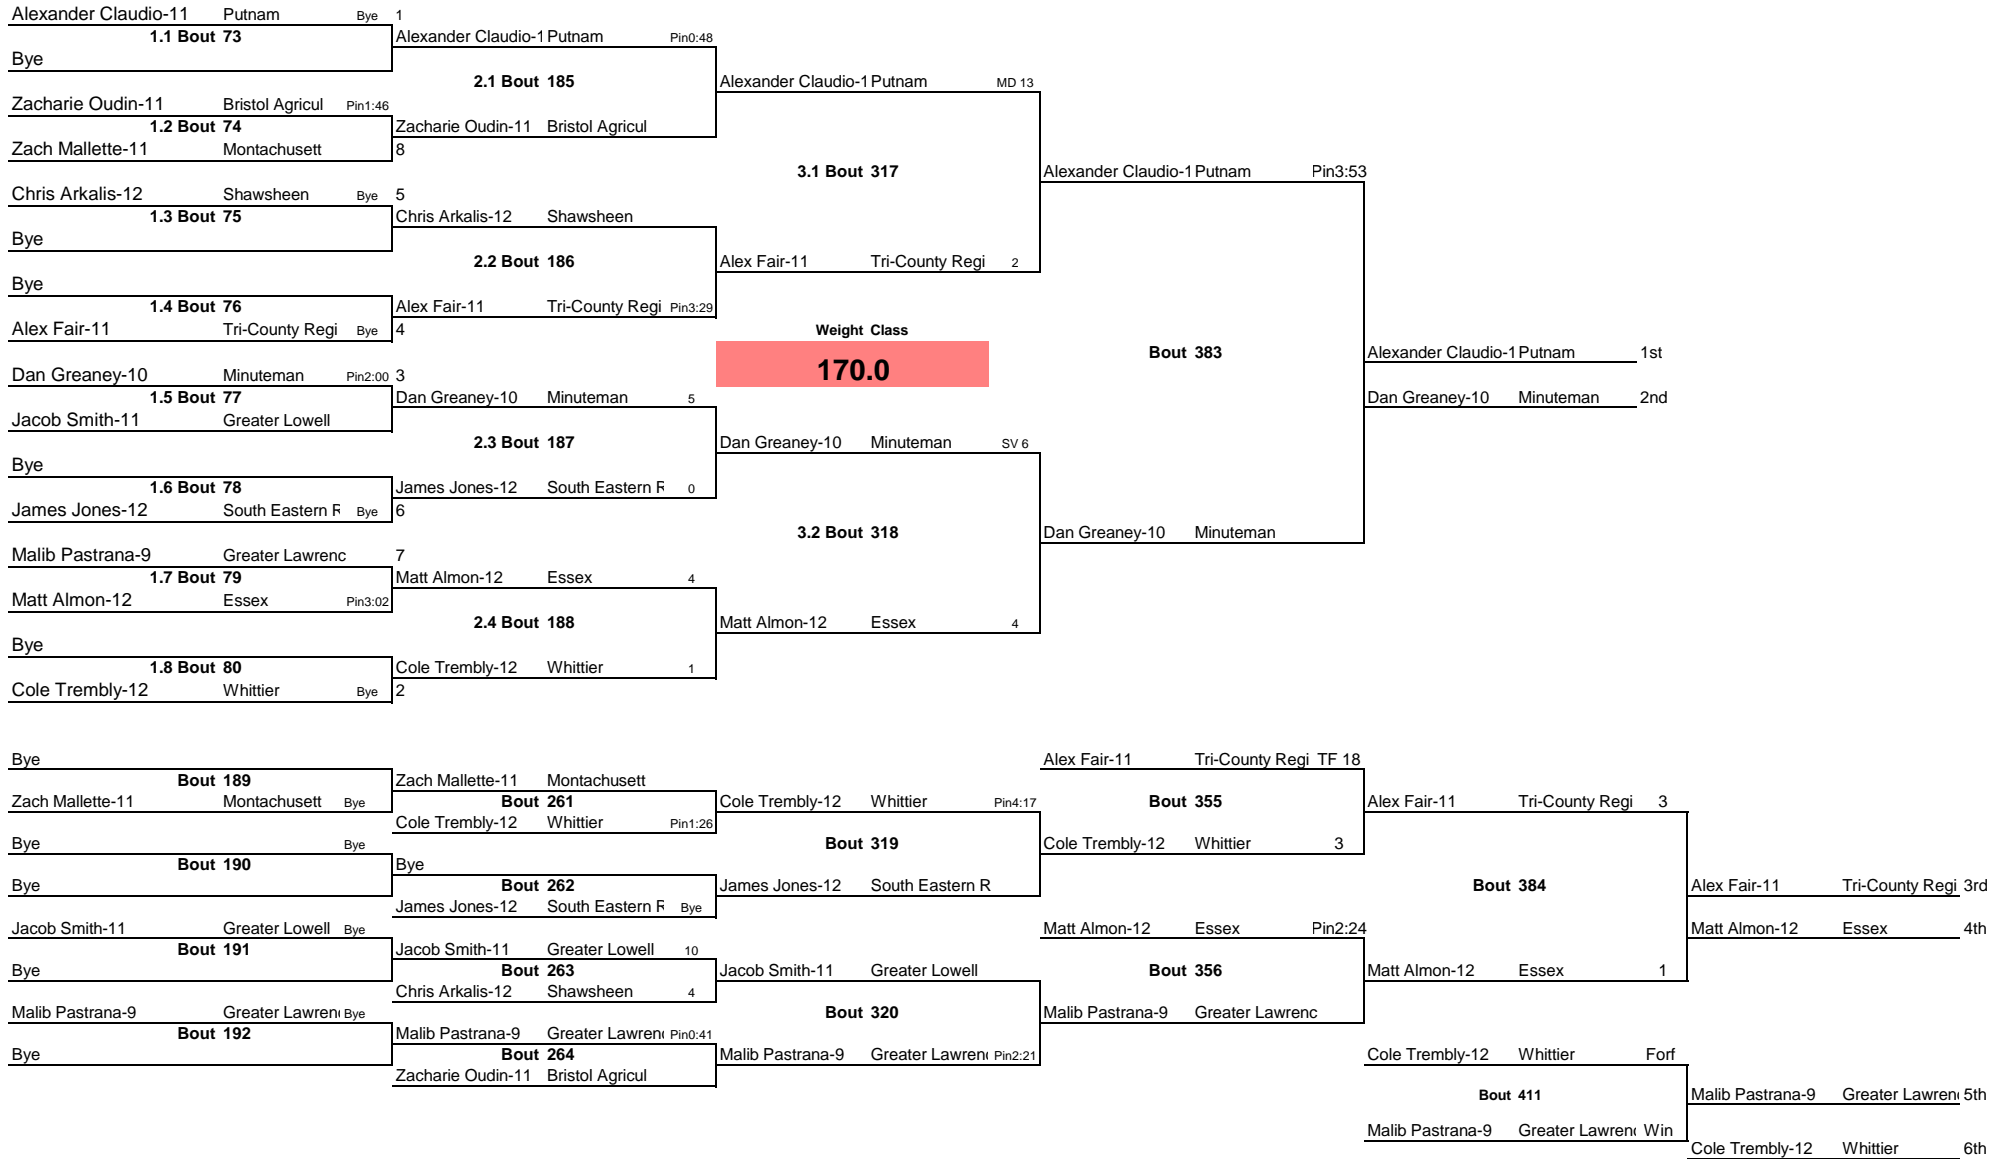 Alexander Claudio-11 Putnam Bye 1
1.1 Bout 73 Alexander Claudio-1 Putnam Pin0:48
Bye
2.1 Bout 185 Alexander Claudio-1 Putnam MD 13
Zacharie Oudin-11 Bristol Agricul Pin1:46
1.2 Bout 74 Zacharie Oudin-11 Bristol Agricul
Zach Mallette-11 Montachusett 8
3.1 Bout 317 Alexander Claudio-1 Putnam Pin3:53
Chris Arkalis-12 Shawsheen Bye 5
1.3 Bout 75 Chris Arkalis-12 Shawsheen
Bye
2.2 Bout 186 Alex Fair-11 Tri-County Regi 2
Bye
1.4 Bout 76 Alex Fair-11 Tri-County Regi Pin3:29
Alex Fair-11 Tri-County Regi Bye 4 Weight Class
Bout 383 Alexander Claudio-1 Putnam 1st
170.0
Dan Greaney-10 Minuteman Pin2:00 3
1.5 Bout 77 Dan Greaney-10 Minuteman 5 Dan Greaney-10 Minuteman 2nd
Jacob Smith-11 Greater Lowell
2.3 Bout 187 Dan Greaney-10 Minuteman SV 6
Bye
1.6 Bout 78 James Jones-12 South Eastern R 0
James Jones-12 South Eastern R Bye 6
3.2 Bout 318 Dan Greaney-10 Minuteman
Malib Pastrana-9 Greater Lawrenc 7
1.7 Bout 79 Matt Almon-12 Essex 4
Matt Almon-12 Essex Pin3:02
2.4 Bout 188 Matt Almon-12 Essex 4
Bye
1.8 Bout 80 Cole Trembly-12 Whittier 1
Cole Trembly-12 Whittier Bye 2
Bye Alex Fair-11 Tri-County Regi TF 18
Bout 189 Zach Mallette-11 Montachusett
Zach Mallette-11 Montachusett Bye Bout 261 Cole Trembly-12 Whittier Pin4:17 Bout 355 Alex Fair-11 Tri-County Regi 3
Cole Trembly-12 Whittier Pin1:26
Bye Bye Bout 319 Cole Trembly-12 Whittier 3
Bout 190 Bye
Bye Bout 262 James Jones-12 South Eastern R Bout 384 Alex Fair-11 Tri-County Regi 3rd
James Jones-12 South Eastern R Bye
Jacob Smith-11 Greater Lowell Bye Matt Almon-12 Essex Pin2:24 Matt Almon-12 Essex 4th
Bout 191 Jacob Smith-11 Greater Lowell 10
Bye Bout 263 Jacob Smith-11 Greater Lowell Bout 356 Matt Almon-12 Essex 1
Chris Arkalis-12 Shawsheen 4
Malib Pastrana-9 Greater Lawrenc Bye Bout 320 Malib Pastrana-9 Greater Lawrenc
Bout 192 Malib Pastrana-9 Greater Lawrenc Pin0:41
Bye Bout 264 Malib Pastrana-9 Greater Lawrenc Pin2:21 Cole Trembly-12 Whittier Forf
Zacharie Oudin-11 Bristol Agricul
Bout 411 Malib Pastrana-9 Greater Lawrenc 5th
Malib Pastrana-9 Greater Lawrenc Win
Cole Trembly-12 Whittier 6th